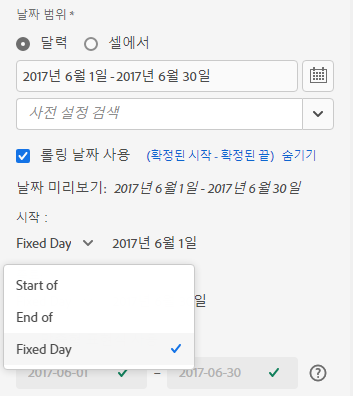 날짜 범위 *
달력 셀에서
2017년 6월 1일 - 2017년 6월 30일
사전 설정 검색
롤링 날짜 사용 (확정된 시작 - 확정된 끝) 숨기기
날짜 미리보기: 2017년 6월 1일 - 2017년 6월 30일
시작 :
Fixed Day 2017년 6월 1일
Start of
End of
Fixed Day
2017-06-01 – 2017-06-30